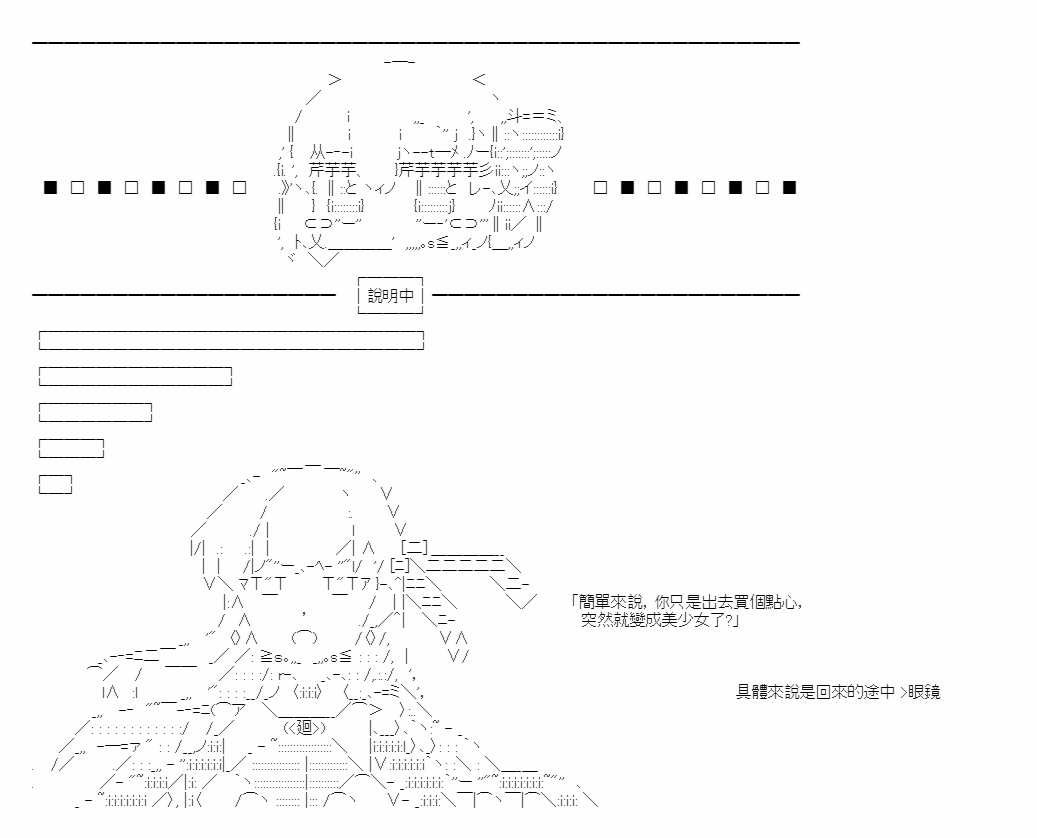 說明中
「簡單來說，你只是出去買個點心，
突然就變成美少女了?」
具體來說是回來的途中 >眼鏡
(<廻>)